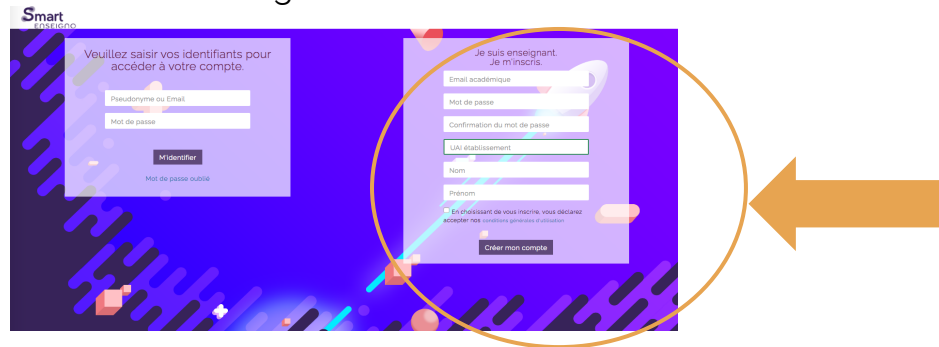 Smart
ENSEIGNO
Veuillez saisir vos identifiants pour
accéder à votre compte.
Pseudonyme ou Email
Mot de passe
M'identifier
Mot de passe oublié
Je suis enseignant.
Je m'inscris.
Email académique
Mot de passe
Confirmation du mot de passe
UAI établissement
Nom
Prénom
En choisissant de vous inscrire, vous déclarez
accepter nos conditions générales d'utilisation
Créer mon compte